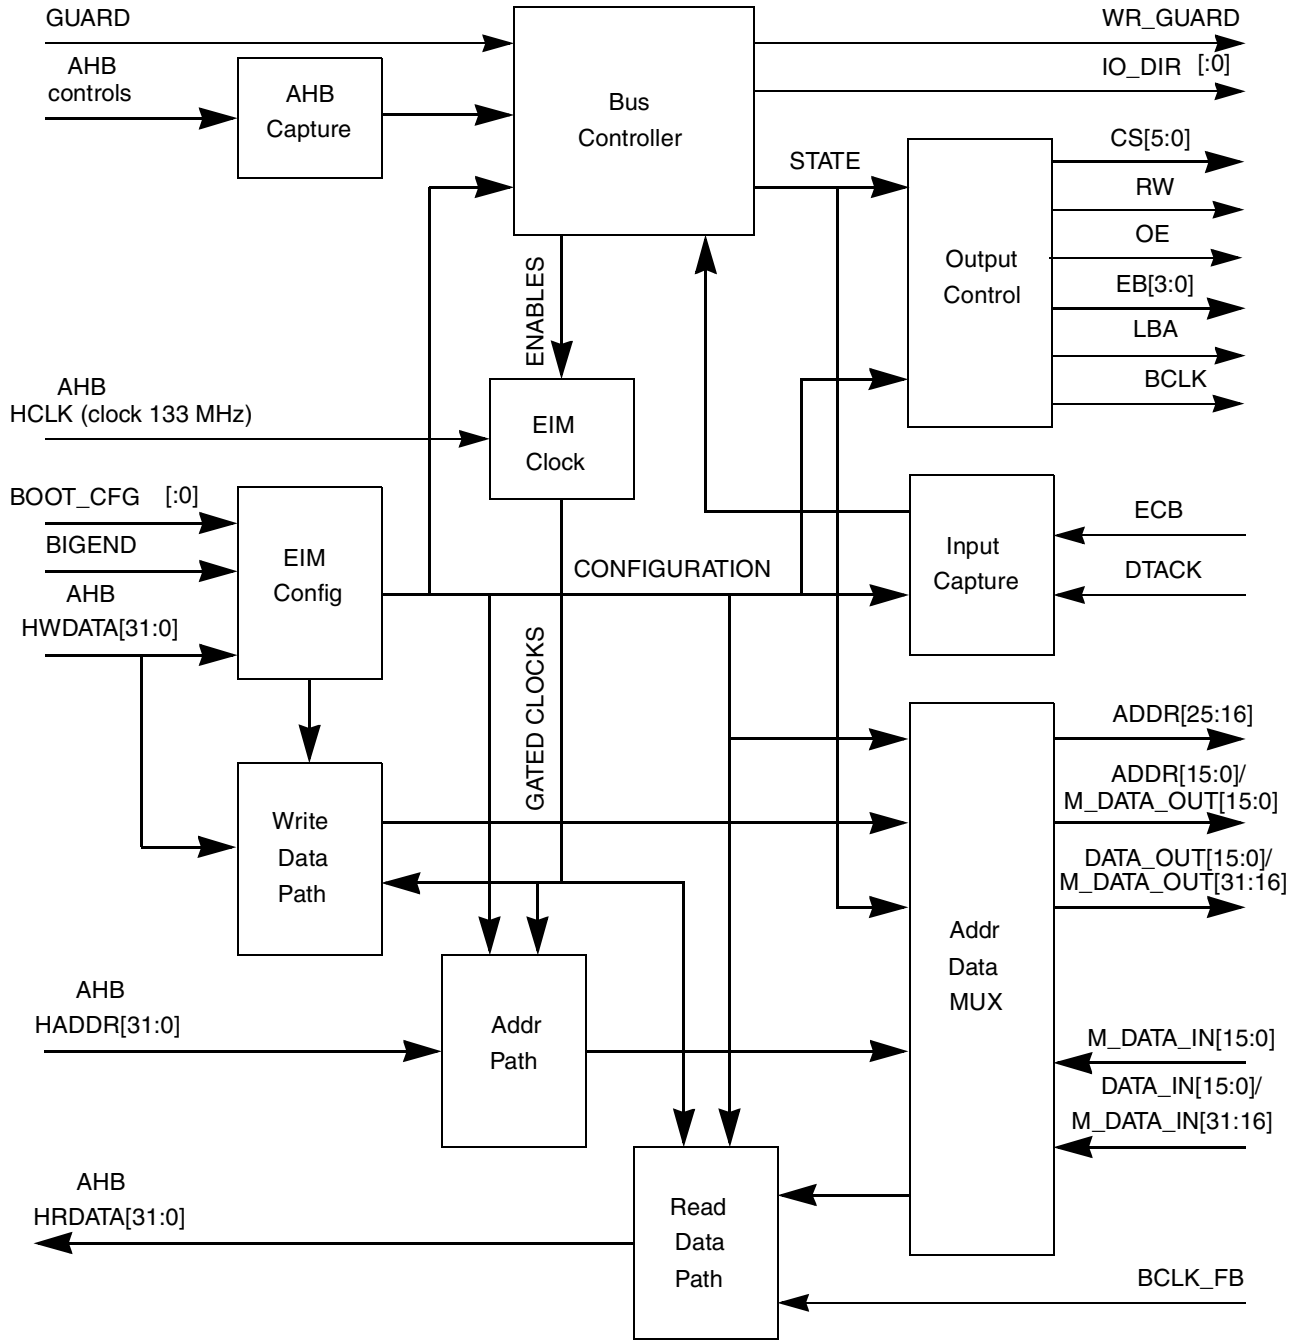 GUARD
WR_GUARD
AHB
controls
AHB
Capture
Bus
Controller
IO_DIR [:0]
STATE
CS[5:0]
RW
OE
EB[3:0]
LBA
BCLK
Output
Control
ENABLES
AHB
HCLK (clock 133 MHz)
EIM
Clock
BOOT_CFG [:0]
BIGEND
AHB
HWDATA[31:0]
EIM
Config
CONFIGURATION
Input
Capture
ECB
DTACK
GATED CLOCKS
Write
Data
Path
ADDR[25:16]
ADDR[15:0]/
M_DATA_OUT[15:0]
DATA_OUT[15:0]/
M_DATA_OUT[31:16]
Addr
Data
MUX
AHB
HADDR[31:0]
Addr
Path
M_DATA_IN[15:0]
DATA_IN[15:0]/
M_DATA_IN[31:16]
AHB
HRDATA[31:0]
Read
Data
Path
BCLK_FB